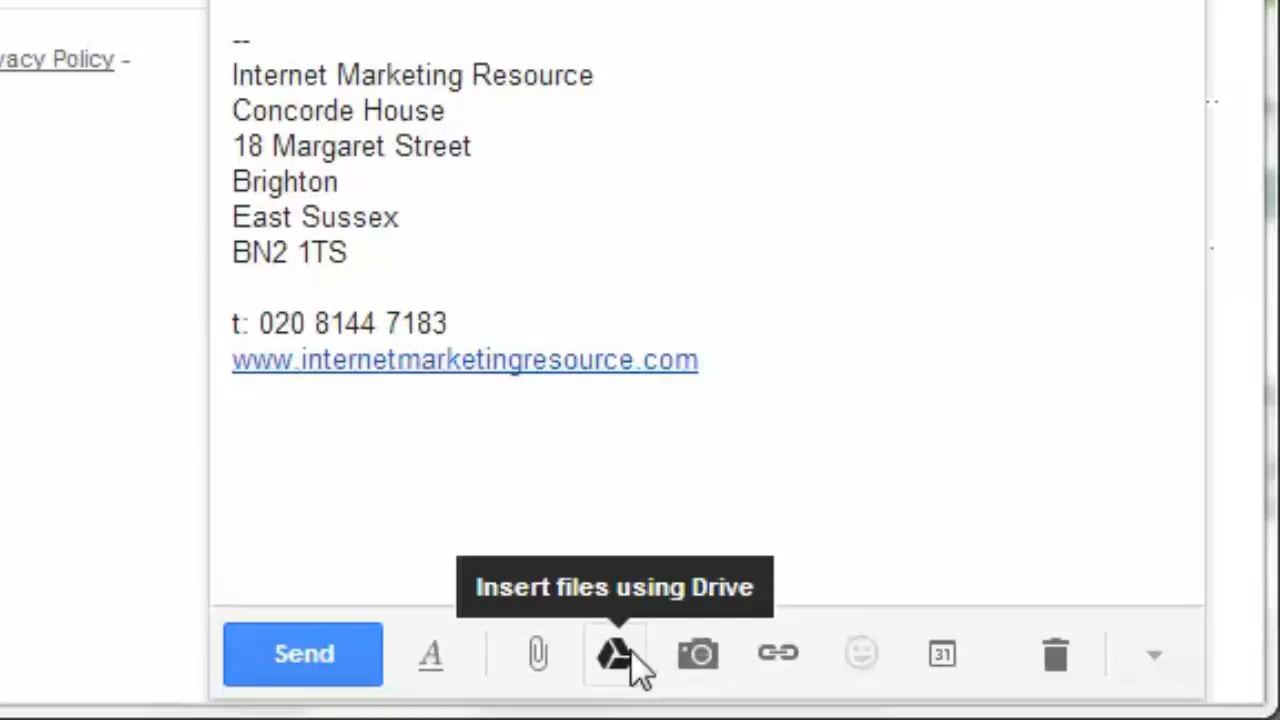 vacy Policy -
--
Internet Marketing Resource
Concorde House
18 Margaret Street
Brighton
East Sussex
BN2 1TS
t: 020 8144 7183
www.internetmarketingresource.com
Insert files using Drive
Send
A
31